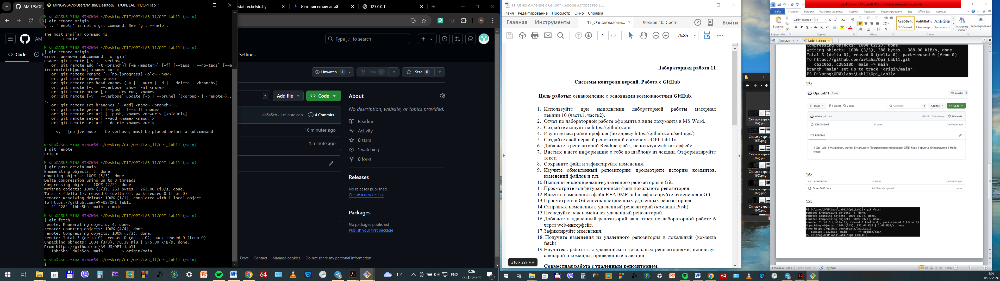 MINGW64:/c/Users/Misha/Desktop/FIT/OPI/LAB_11/OPI_lab11
Misha@ASUS-MIHA MINGW64 ~/Desktop/FIT/OPI/LAB_11/OPI_lab11 (main)
$ git remotr origin
git: 'remotr' is not a git command. See 'git --help'.
The most similar command is
remote
Misha@ASUS-MIHA MINGW64 ~/Desktop/FIT/OPI/LAB_11/OPI_lab11 (main)
$ git remote origin
error: unknown subcommand: `origin'
usage: git remote [-v | --verbose]
or: git remote add [-t <branch>] [-m <master>] [-f] [--tags | --no-tags] [--m
irror=<fetch|push>] <name> <url>
or: git remote rename [--[no-]progress] <old> <new>
or: git remote remove <name>
or: git remote set-head <name> (-a | --auto | -d | --delete | <branch>)
or: git remote [-v | --verbose] show [-n] <name>
or: git remote prune [-n | --dry-run] <name>
or: git remote [-v | --verbose] update [-p | --prune] [(<group> | <remote>)..
.]
or: git remote set-branches [--add] <name> <branch>...
or: git remote get-url [--push] [--all] <name>
or: git remote set-url [--push] <name> <newurl> [<oldurl>]
or: git remote set-url --add <name> <newurl>
or: git remote set-url --delete <name> <url>
-v, --[no-]verbose    be verbose; must be placed before a subcommand
Misha@ASUS-MIHA MINGW64 ~/Desktop/FIT/OPI/LAB_11/OPI_lab11 (main)
$ git remote
origin
Misha@ASUS-MIHA MINGW64 ~/Desktop/FIT/OPI/LAB_11/OPI_lab11 (main)
$ git push origin main
Enumerating objects: 5, done.
Counting objects: 100% (5/5), done.
Delta compression using up to 8 threads
Compressing objects: 100% (2/2), done.
Writing objects: 100% (3/3), 263 bytes | 263.00 KiB/s, done.
Total 3 (delta 1), reused 0 (delta 0), pack-reused 0 (from 0)
remote: Resolving deltas: 100% (1/1), completed with 1 local object.
To https://github.com/AM-US/OPI_lab11
41f2284..1bbc5ba  main -> main
Misha@ASUS-MIHA MINGW64 ~/Desktop/FIT/OPI/LAB_11/OPI_lab11 (main)
$ git fetch
remote: Enumerating objects: 4, done.
remote: Counting objects: 100% (4/4), done.
remote: Compressing objects: 100% (3/3), done.
remote: Total 3 (delta 0), reused 0 (delta 0), pack-reused 0 (from 0)
Unpacking objects: 100% (3/3), 76.39 KiB | 575.00 KiB/s, done.
From https://github.com/AM-US/OPI_lab11
1bbc5ba..da5a5cb  main       -> origin/main
Misha@ASUS-MIHA MINGW64 ~/Desktop/FIT/OPI/LAB_11/OPI_lab11 (main)
$
AM-US/OPI
station.belstu.by
История скачиваний
127.0.0.1
M
AM-
Type / to search
Code
Settings
Unwatch 1
Fork 0
Star 0
t
Add file
Code
da5a5cb · 1 minute ago
4 Commits
16 minutes ago
1 minute ago
About
No description, website, or topics provided.
Readme
Activity
0 stars
1 watching
0 forks
Releases
No releases published
Create a new release
Packages
No packages published
Publish your first package
Docs Contact Manage cookies Do not share my personal information
64
8
-1°C
ENG
3:06
05.12.2024
1
11_Ознокомление с GIT.pdf - Adobe Acrobat Pro DC
Файл Редактирование Просмотр Окно Справка
Главная Инструменты
11_Ознокомлени...
Лекция 10. Систе...
Войти
1 / 2
76,5%
Лабораторная работа 11
Системы контроля версий. Работа с GitHub
Цель работы: ознакомление с основными возможностями GitHub.
1. Используйте при выполнении лабораторной работы материал
лекции 10 (часть1, часть2).
2. Отчет по лабораторной работе оформить в виде документа в MS Word.
3. Создайте аккаунт на https://github.com
4. Изучите настройки профиля (по адресу https://github.com/settings/)
5. Создайте свой первый репозиторий с именем «OPI_lab11»
6. Добавьте в репозиторий Readme-файл, используя web-интерфейс.
7. Внесите в него информацию о себе по шаблону из лекции. Отформатируйте
текст.
8. Сохраните файл и зафиксируйте изменения.
9. Изучите обновленный репозиторий: просмотрите историю коммитов,
изменений файлов и т.п.
10.Выполните клонирование удаленного репозитория в Git.
11.Просмотрите конфигурационный файл локального репозитория.
12.Внесите изменения в файл README.md и зафиксируйте изменения в Git.
13.Просмотрете в Git список настроенных удаленных репозиториев.
14.Отправьте изменения в удаленный репозиторий (команда Push).
15.Исследуйте, как изменился удаленный репозиторий.
16.Добавьте в удаленный репозиторий ваш отчет по лабораторной работе 6
через web-интерфейс.
17.Зафиксируйте изменения.
18. Получите изменения из удаленного репозитория в локальный (команда
fetch).
19.Научитесь работать с удаленным и локальным репозиториями, используя
сценарий и команды, приведенные в лекции.
Совместная работа с удаленным репозиторием.
210 x 297 мм
Снимок экрана
(169).png
Снимок экрана
(168).png
Снимок экрана
(167).png
Снимок экрана
(166).png
Снимок экрана
(165).png
Снимок экрана
(164).png
Lab11.docx - Microsoft Word (Сбой активации продукта)
Файл Главная Вставка Разметка страницы Ссылки Рассылки Рецензирование Вид Office Tab Acrobat
Вставить
Calibri (Основ 14
АаБбВвГг, АаБбВвГг, АаБбВв
¶ Обычный ¶ Без интер... Заголовок 1
Изменить
стили
Редактирование
Буфер обм... Шрифт Абзац Стили
Документ1 *
Lab11.docx
Compressing objects: 100% (2/2), done.
Writing objects: 100% (3/3), 388 bytes | 388.00 KiB/s, done.
Total 3 (delta 0), reused 0 (delta 0), pack-reused 0 (from 0)
To https://github.com/artaka/Opi_Lab11.git
c62c063..c28518b  main -> main
branch 'main' set up to track 'origin/main'.
PS D:\prog\ОПИ\labs\Lab11\Opi_Lab11>
15:
Opi_Lab11 Private
Unwatch 1
main 1 Branch 0 Tags
Go to file t
Add file
Code
artaka jst comt
c28518b · 2 minutes ago 3 Commits
README.md jst comt 2 minutes ago
README
# Opi_Lab11 Мышковец Артём Витальевич Программная инженерия ОПИ Курс 1 группа 10 подгруппа 1 Hello
world!
16:
README.md jst comt 3 minutes ago
ОтчетЛаб6.docx Add files via upload now
18:
PS D:\prog\ОПИ\labs\Lab11\Opi_Lab11> git fetch
remote: Enumerating objects: 4, done.
remote: Counting objects: 100% (4/4), done.
remote: Compressing objects: 100% (3/3), done.
remote: Total 3 (delta 0), reused 0 (delta 0), pack-reused 0 (from 0)
Unpacking objects: 100% (3/3), 151.64 KiB | 1.60 MiB/s, done.
From https://github.com/artaka/Opi_Lab11
c28518b..332a582  main       -> origin/main
PS D:\prog\ОПИ\labs\Lab11\Opi_Lab11>
Страница: 3 из 4 Число слов: 11 русский 100%
64
8
3:06
05.12.2024